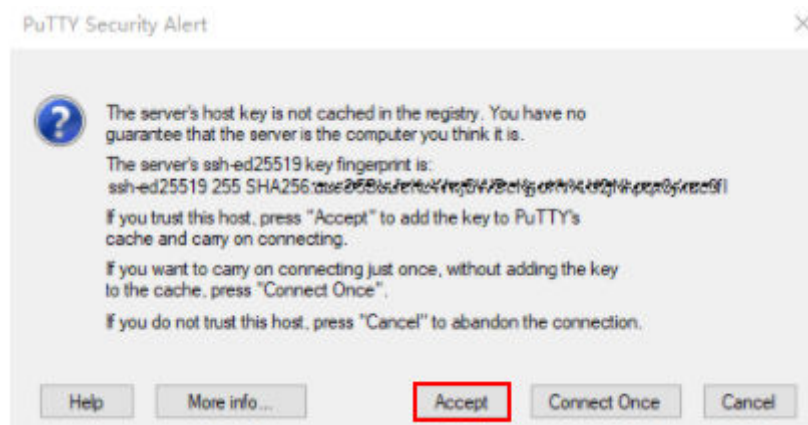 PuTTY Security Alert
?
The server's host key is not cached in the registry. You have no
guarantee that the server is the computer you think it is.
The server's ssh-ed25519 key fingerprint is:
ssh-ed25519 255 SHA256:
If you trust this host, press "Accept" to add the key to PuTTY's
cache and carry on connecting.
If you want to carry on connecting just once, without adding the key
to the cache, press "Connect Once".
If you do not trust this host, press "Cancel" to abandon the connection.
Help More info... Accept Connect Once Cancel